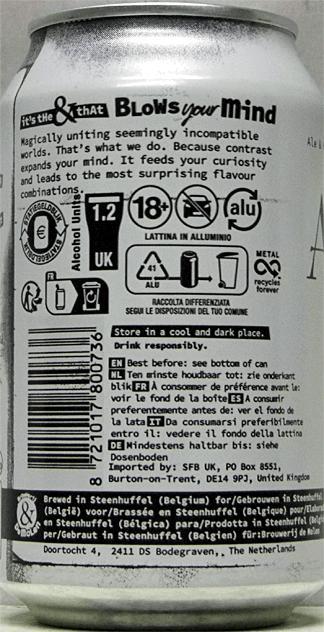 it's tHe & thAt BLoWs your Mind
Magically uniting seemingly incompatible
worlds. That's what we do. Because contrast
expands your mind. It feeds your curiosity
and leads to the most surprising flavour
combinations.
STATIEGELDBLIK
STATIEGELDBLIK
€
Alcohol Units
1.2
UK
18+
alu
LATTINA IN ALLUMINIO
41
ALU
METAL
recycles
forever
RACCOLTA DIFFERENZIATA
SEGUI LE DISPOSIZIONI DEL TUO COMUNE
Store in a cool and dark place.
Drink responsibly.
EN Best before: see bottom of can
NL Ten minste houdbaar tot: zie onderkant
blik FR À consommer de préférence avant le:
voir le fond de la boîte ES A consumir
preferentemente antes de: ver el fondo de
la lata IT Da consumarsi preferibilmente
entro il: vedere il fondo della lattina
DE Mindestens haltbar bis: siehe
Dosenboden
8 721017 800736
Imported by: SFB UK, PO Box 8551,
Burton-on-Trent, DE14 9PJ, United Kingdom
Brewed in Steenhuffel (Belgium) for/Gebrouwen in Steenhuffel
(België) voor/Brassée en Steenhuffel (Belgique) pour/
en Steenhuffel (Bélgica) para/Prodotta in Steenhuffel
per/Gebraut in Steenhuffel (Belgien) für:Brouwerij de Molen
Doortocht 4, 2411 DS Bodegraven, The Netherlands